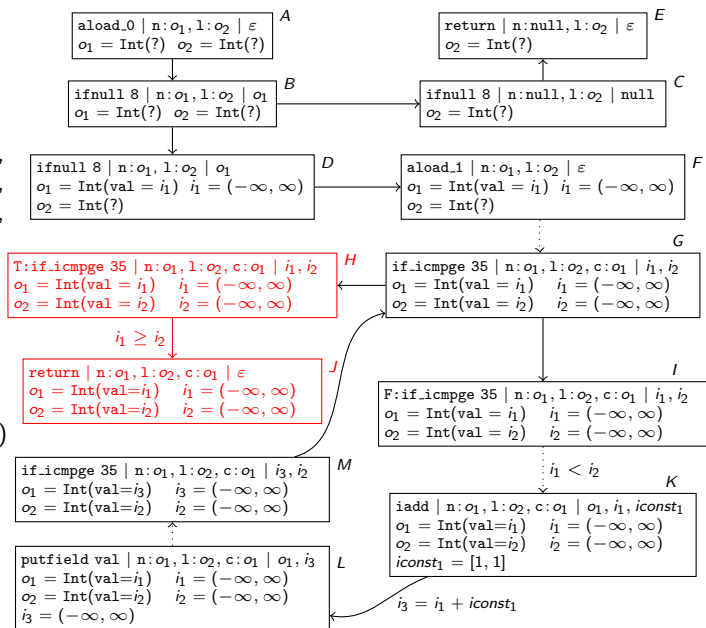 aload_0 | n:o₁, l:o₂ | ε
o₁ = Int(?) o₂ = Int(?)
A
return | n:null, l:o₂ | ε
o₂ = Int(?)
E
ifnull 8 | n:o₁, l:o₂ | o₁
o₁ = Int(?) o₂ = Int(?)
B
ifnull 8 | n:null, l:o₂ | null
o₂ = Int(?)
C
,
,
,
ifnull 8 | n:o₁, l:o₂ | o₁
o₁ = Int(val = i₁) i₁ = (−∞, ∞)
o₂ = Int(?)
D
aload_1 | n:o₁, l:o₂ | ε
o₁ = Int(val = i₁) i₁ = (−∞, ∞)
o₂ = Int(?)
F
T:if_icmpge 35 | n:o₁, l:o₂, c:o₁ | i₁, i₂
o₁ = Int(val = i₁) i₁ = (−∞, ∞)
o₂ = Int(val = i₂) i₂ = (−∞, ∞)
H
if_icmpge 35 | n:o₁, l:o₂, c:o₁ | i₁, i₂
o₁ = Int(val = i₁) i₁ = (−∞, ∞)
o₂ = Int(val = i₂) i₂ = (−∞, ∞)
G
i₁ ≥ i₂
return | n:o₁, l:o₂, c:o₁ | ε
o₁ = Int(val=i₁) i₁ = (−∞, ∞)
o₂ = Int(val=i₂) i₂ = (−∞, ∞)
J
F:if_icmpge 35 | n:o₁, l:o₂, c:o₁ | i₁, i₂
o₁ = Int(val = i₁) i₁ = (−∞, ∞)
o₂ = Int(val = i₂) i₂ = (−∞, ∞)
I
)
i₁ < i₂
if_icmpge 35 | n:o₁, l:o₂, c:o₁ | i₃, i₂
o₁ = Int(val=i₃) i₃ = (−∞, ∞)
o₂ = Int(val=i₂) i₂ = (−∞, ∞)
M
iadd | n:o₁, l:o₂, c:o₁ | o₁, i₁, iconst₁
o₁ = Int(val=i₁) i₁ = (−∞, ∞)
o₂ = Int(val=i₂) i₂ = (−∞, ∞)
iconst₁ = [1, 1]
K
putfield val | n:o₁, l:o₂, c:o₁ | o₁, i₃
o₁ = Int(val=i₁) i₁ = (−∞, ∞)
o₂ = Int(val=i₂) i₂ = (−∞, ∞)
i₃ = (−∞, ∞)
L
i₃ = i₁ + iconst₁